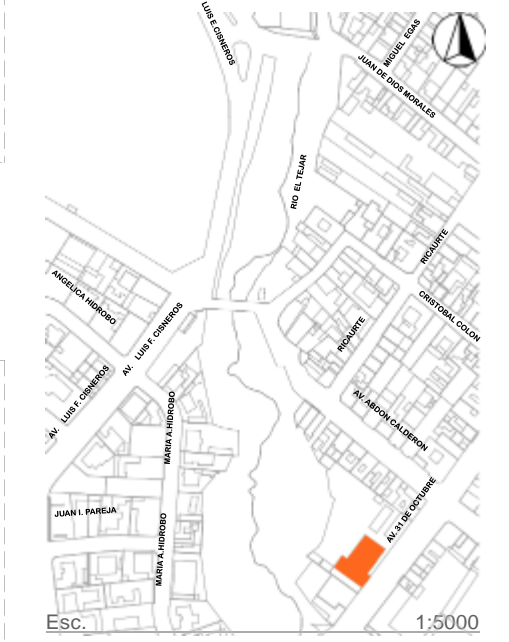 LUIS E.CISNEROS
MIGUEL EGAS
JUAN DE DIOS MORALES
RIO EL TEJAR
RICAURTE
ANGELICA HIDROBO
CRISTOBAL COLON
AV. LUIS F. CISNEROS
RICAURTE
AV. LUIS F. CISNEROS
AV. ABDON CALDERON
MARIA A.HIDROBO
AV. 31 DE OCTUBRE
JUAN I. PAREJA
MARIA A.HIDROBO
Esc. 1:5000